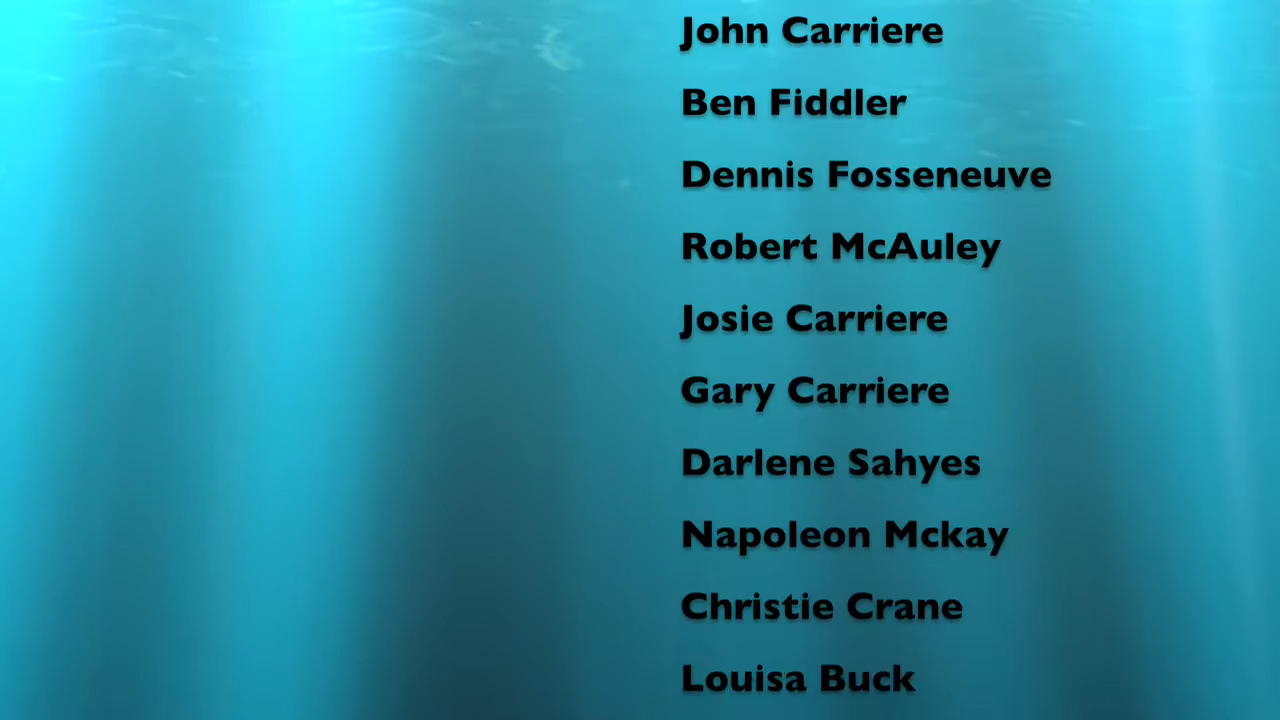 John Carriere
Ben Fiddler
Dennis Fosseneuve
Robert McAuley
Josie Carriere
Gary Carriere
Darlene Sahyes
Napoleon Mckay
Christie Crane
Louisa Buck